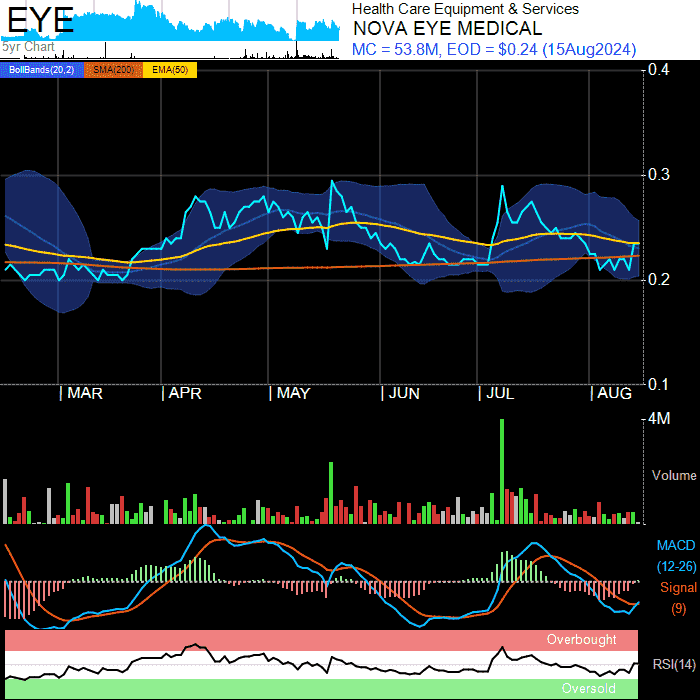 EYE
5yr Chart
Health Care Equipment & Services
NOVA EYE MEDICAL
MC = 53.8M, EOD = $0.24 (15Aug2024)
BollBands(20,2) SMA(200) EMA(50)
0.4
0.3
0.2
0.1
MAR APR MAY JUN JUL AUG
4M
Volume
MACD
(12-26)
Signal
(9)
Overbought
RSI(14)
Oversold